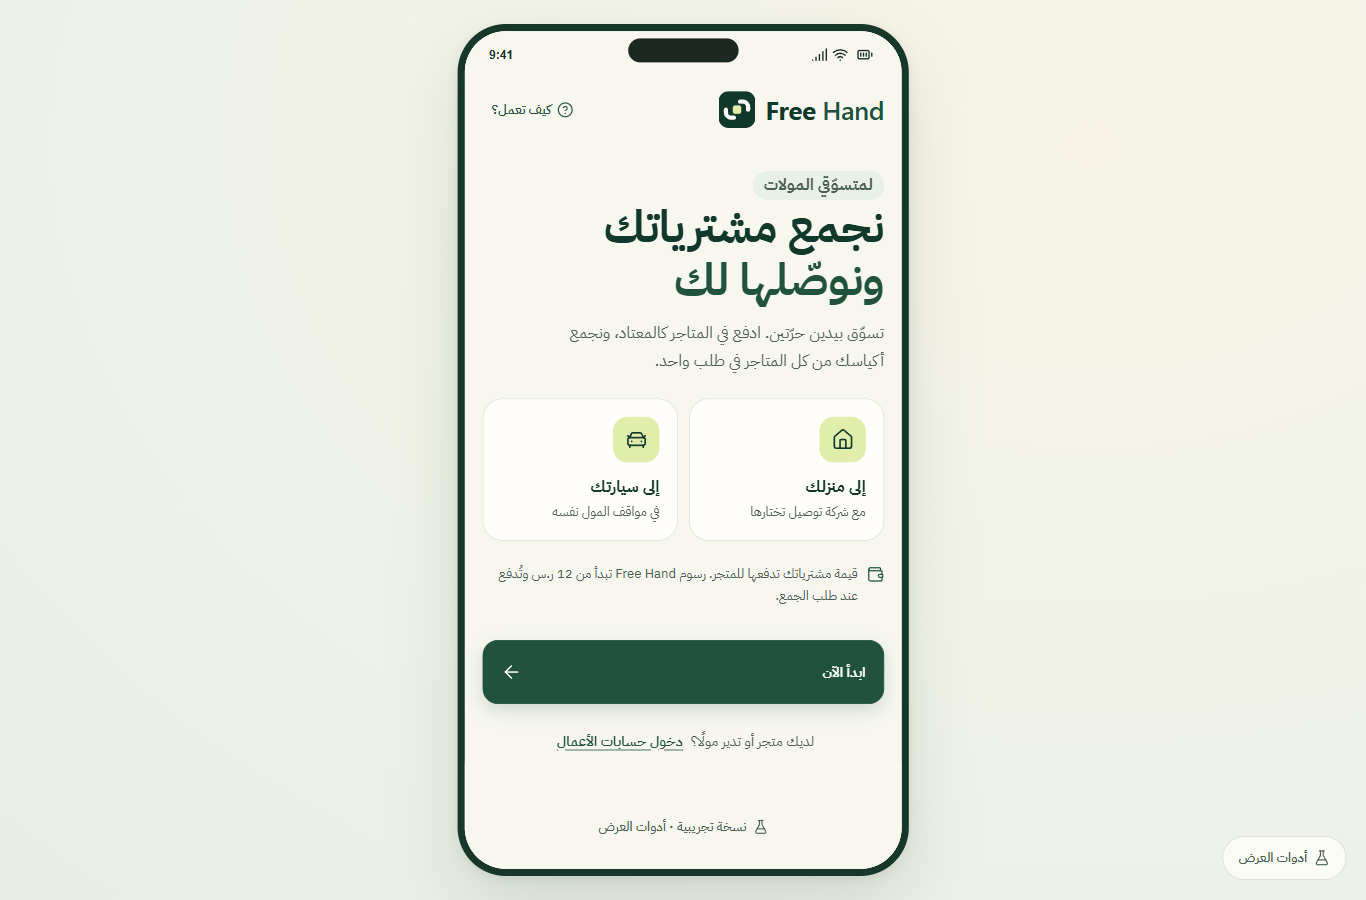 9:41
Free Hand
كيف تعمل؟
لمتسوّقي المولات
نجمع مشترياتك
ونوصّلها لك
تسوّق بيدين حرّتين. ادفع في المتاجر كالمعتاد، ونجمع
أكياسك من كل المتاجر في طلب واحد.
إلى منزلك
مع شركة توصيل تختارها
إلى سيارتك
في مواقف المول نفسه
قيمة مشترياتك تدفعها للمتجر. رسوم Free Hand تبدأ من 12 ر.س وتُدفع
عند طلب الجمع.
ابدأ الآن
لديك متجر أو تدير مولًا؟ دخول حسابات الأعمال
نسخة تجريبية · أدوات العرض
أدوات العرض